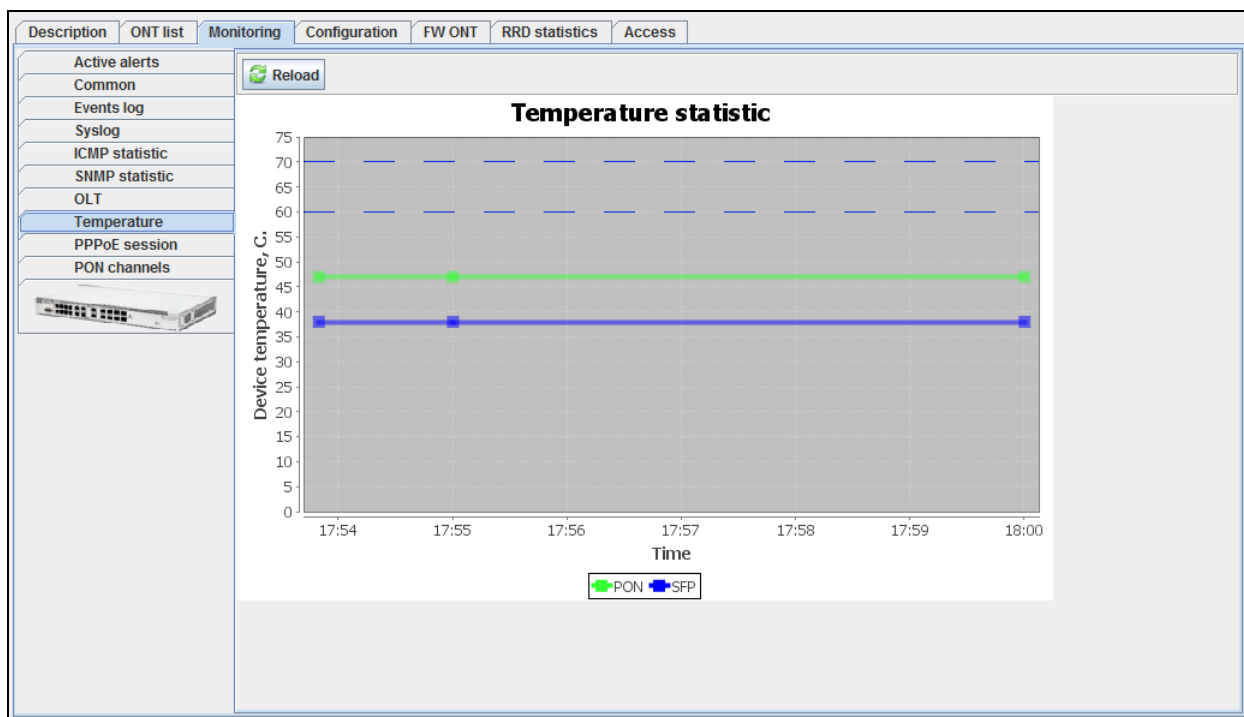 Description ONT list Monitoring Configuration FW ONT RRD statistics Access
Active alerts
Common
Events log
Syslog
ICMP statistic
SNMP statistic
OLT
Temperature
PPPoE session
PON channels
Reload
Temperature statistic
Device temperature, C.
75
70
65
60
55
50
45
40
35
30
25
20
15
10
5
0
17:54 17:55 17:56 17:57 17:58 17:59 18:00
Time
PON SFP